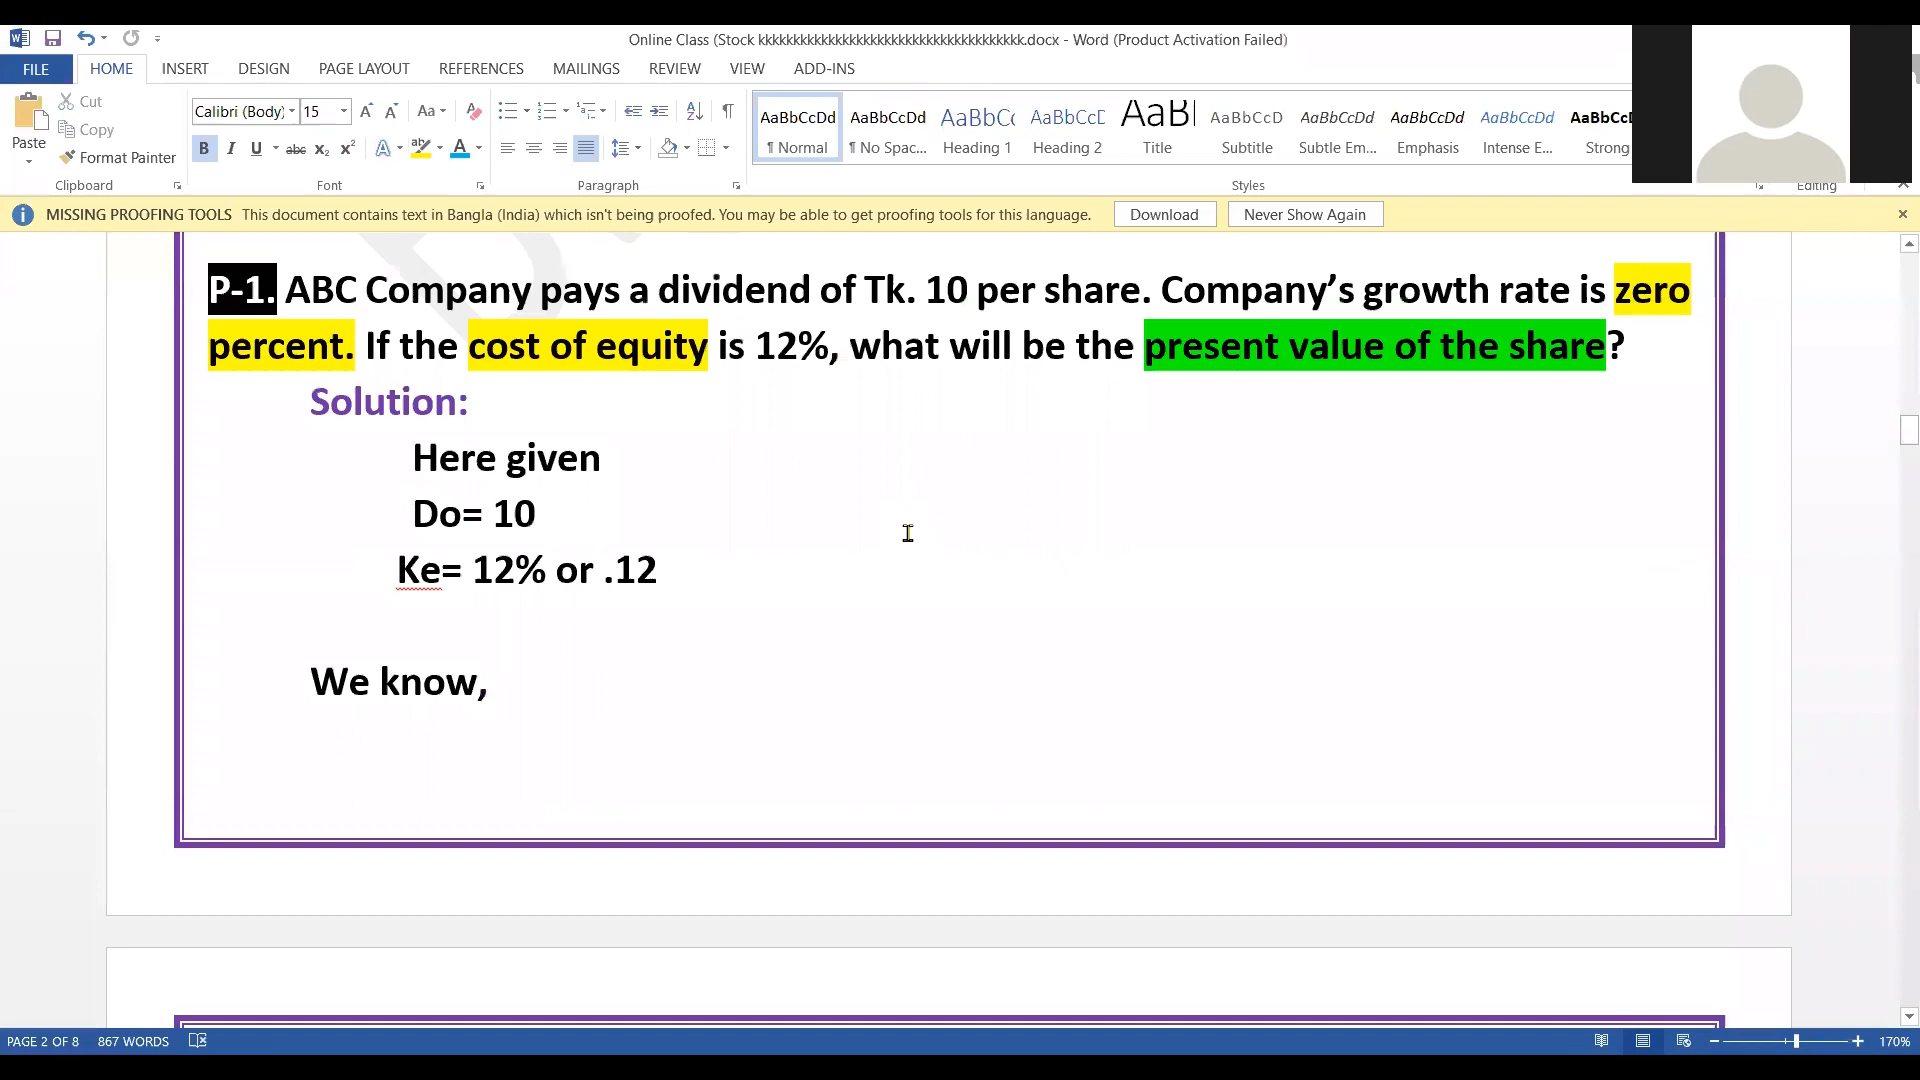 Online Class (Stock kkkkkkkkkkkkkkkkkkkkkkkkkkkkkkkkkkkkkk.docx - Word (Product Activation Failed)
FILE HOME INSERT DESIGN PAGE LAYOUT REFERENCES MAILINGS REVIEW VIEW ADD-INS
Paste
Cut
Copy
Format Painter
Clipboard
Calibri (Body) 15
Font
Paragraph
AaBbCcDd AaBbCcDd AaBbCc AaBbCcD AaBb AaBbCcD AaBbCcDd AaBbCcDd AaBbCcDd AaBbCcD
¶ Normal ¶ No Spac... Heading 1 Heading 2 Title Subtitle Subtle Em... Emphasis Intense E... Strong
Styles
Editing
MISSING PROOFING TOOLS This document contains text in Bangla (India) which isn't being proofed. You may be able to get proofing tools for this language. Download Never Show Again
P-1. ABC Company pays a dividend of Tk. 10 per share. Company’s growth rate is zero
percent. If the cost of equity is 12%, what will be the present value of the share?
Solution:
Here given
Do= 10
Ke= 12% or .12
We know,
PAGE 2 OF 8 867 WORDS 170%